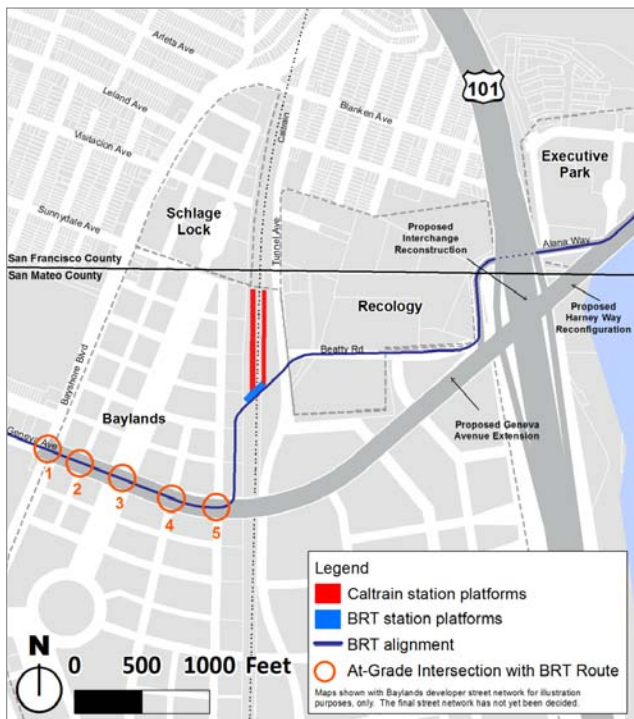 Arleta Ave
Leland Ave
Visitacion Ave
Sunnydale Ave
Blanken Ave
Caltrain
Tunnel Ave
101
Executive
Park
Schlage
Lock
San Francisco County
San Mateo County
Proposed
Interchange
Reconstruction
Alana Way
Recology
Proposed
Harney Way
Reconfiguration
Beatty Rd
Bayshore Blvd
Baylands
Proposed Geneva
Avenue Extension
Geneva Ave
1
2
3
4
5
Legend
Caltrain station platforms
BRT station platforms
BRT alignment
At-Grade Intersection with BRT Route
Maps shown with Baylands developer street network for illustration
purposes, only. The final street network has not yet been decided.
N
0 500 1000 Feet